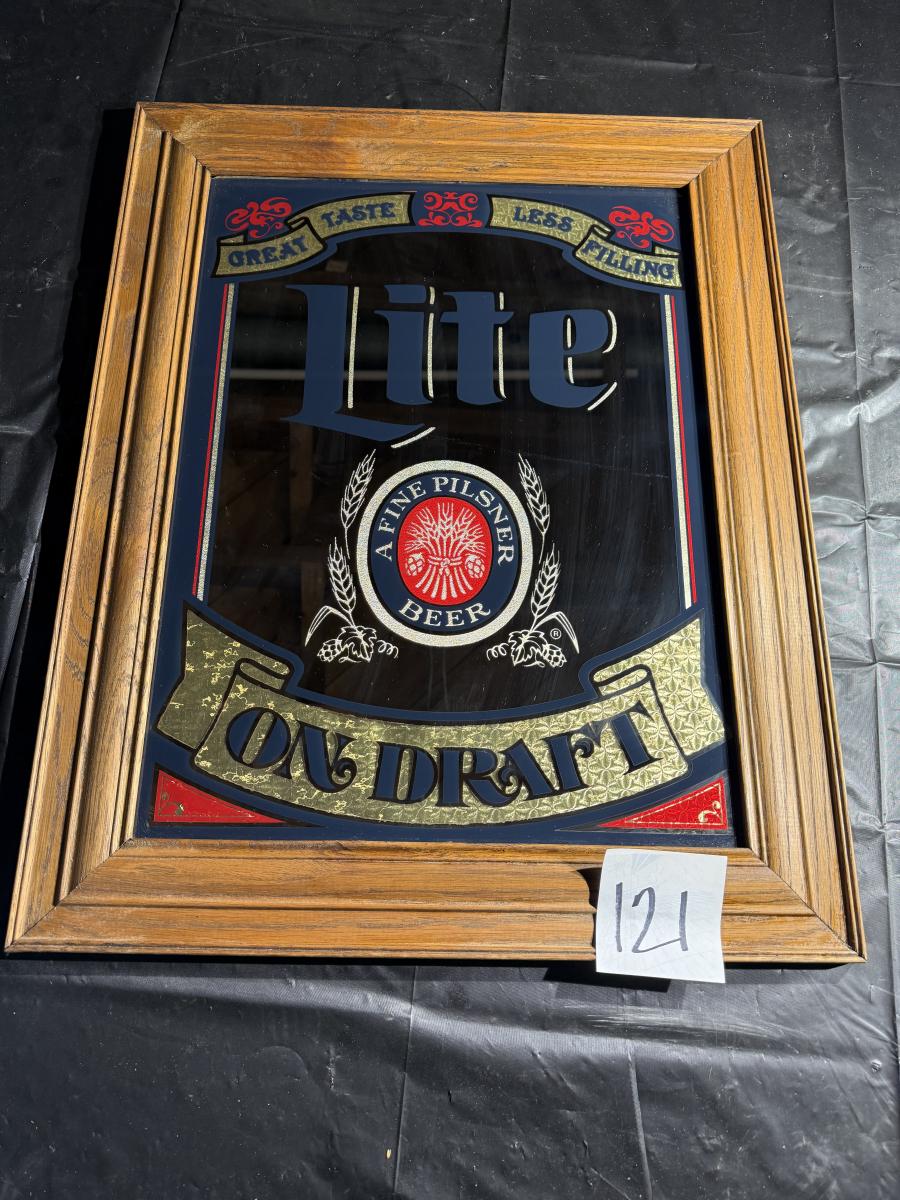 GREAT TASTE LESS FILLING
Lite
A FINE PILSNER
BEER
®
ON DRAFT
121